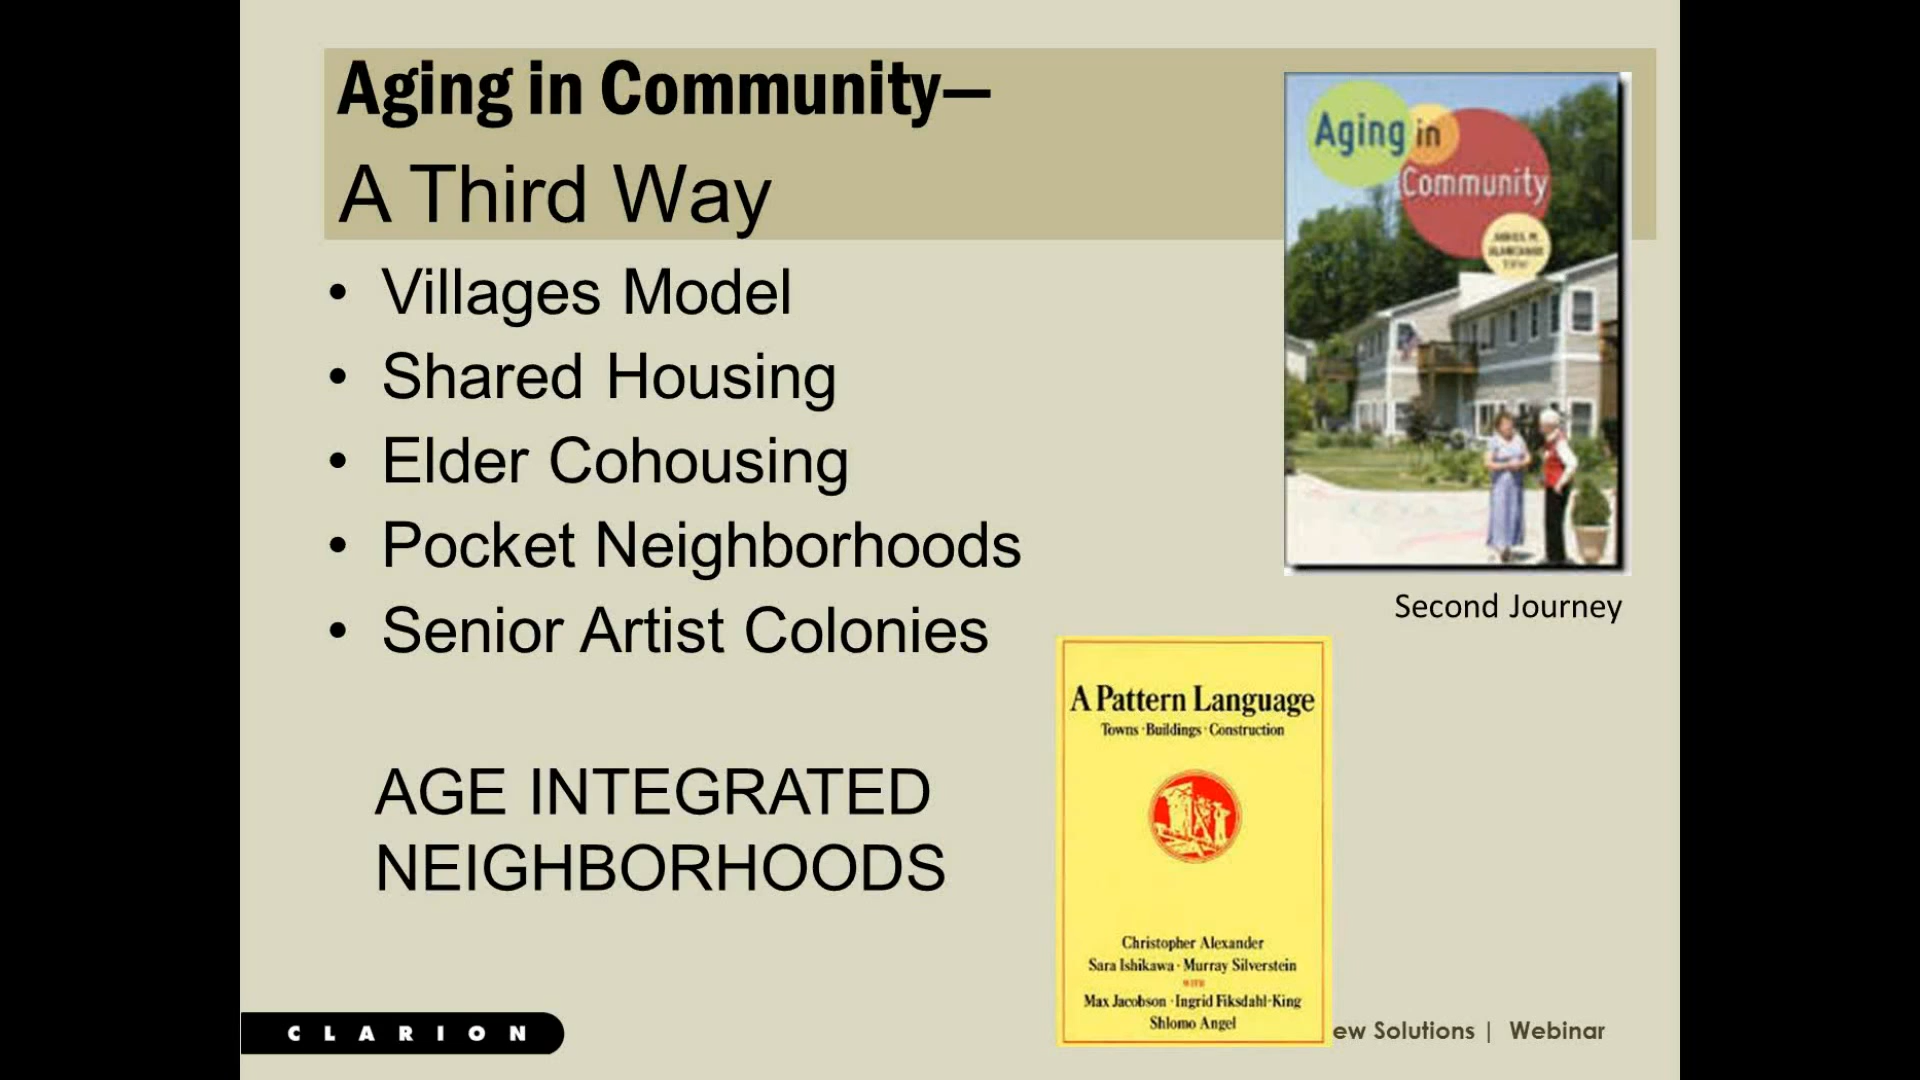 Aging in Community—
A Third Way
• Villages Model
• Shared Housing
• Elder Cohousing
• Pocket Neighborhoods
• Senior Artist Colonies
AGE INTEGRATED
NEIGHBORHOODS
Aging in
Community
Second Journey
A Pattern Language
Towns · Buildings · Construction
Christopher Alexander
Sara Ishikawa · Murray Silverstein
WITH
Max Jacobson · Ingrid Fiksdahl-King
Shlomo Angel
CLARION
ew Solutions | Webinar